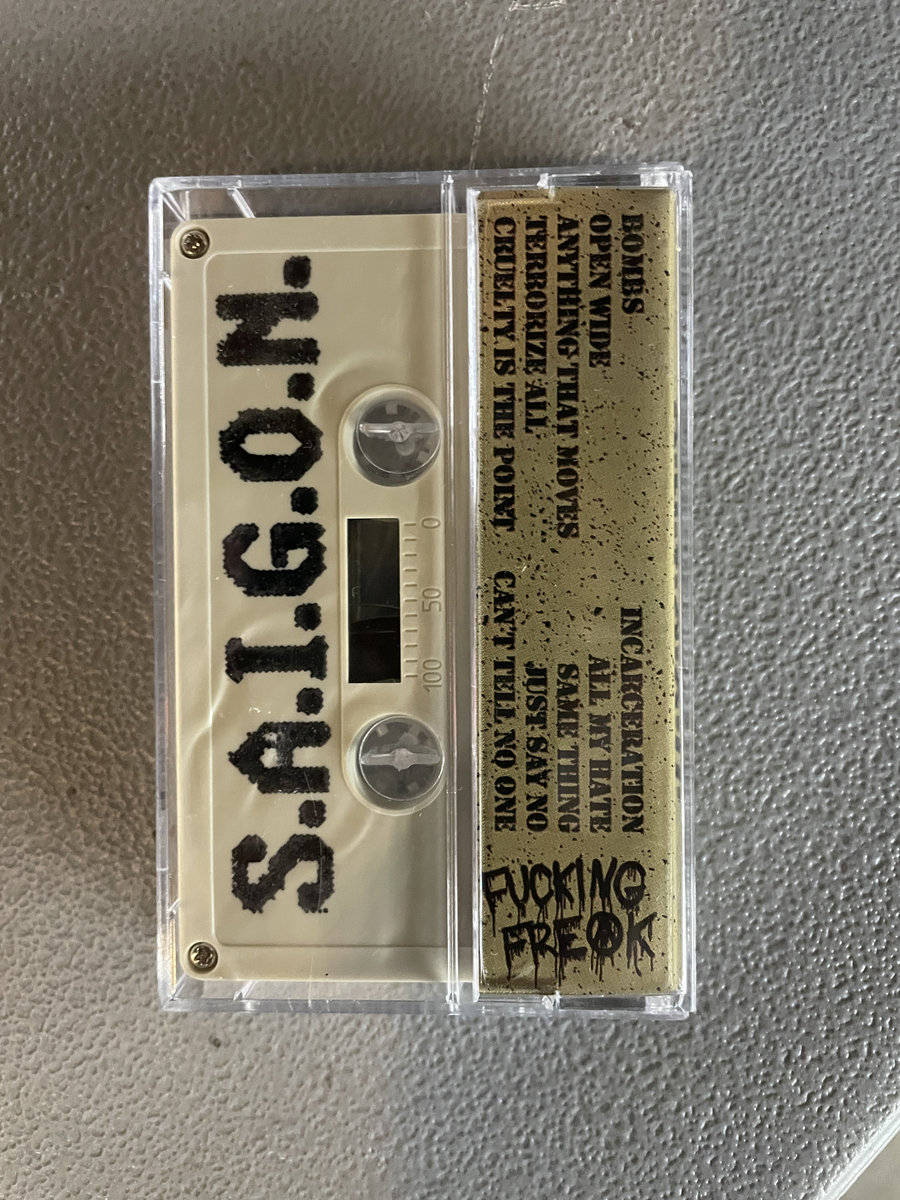 S.A.I.G.O.N.
0 50 100
BOMBS
OPEN WIDE
ANYTHING THAT MOVES
TERRORIZE ALL
CRUELTY IS THE POINT
INCARCERATION
ALL MY HATE
SAME THING
JUST SAY NO
CAN'T TELL NO ONE
FUCKING
FREAK